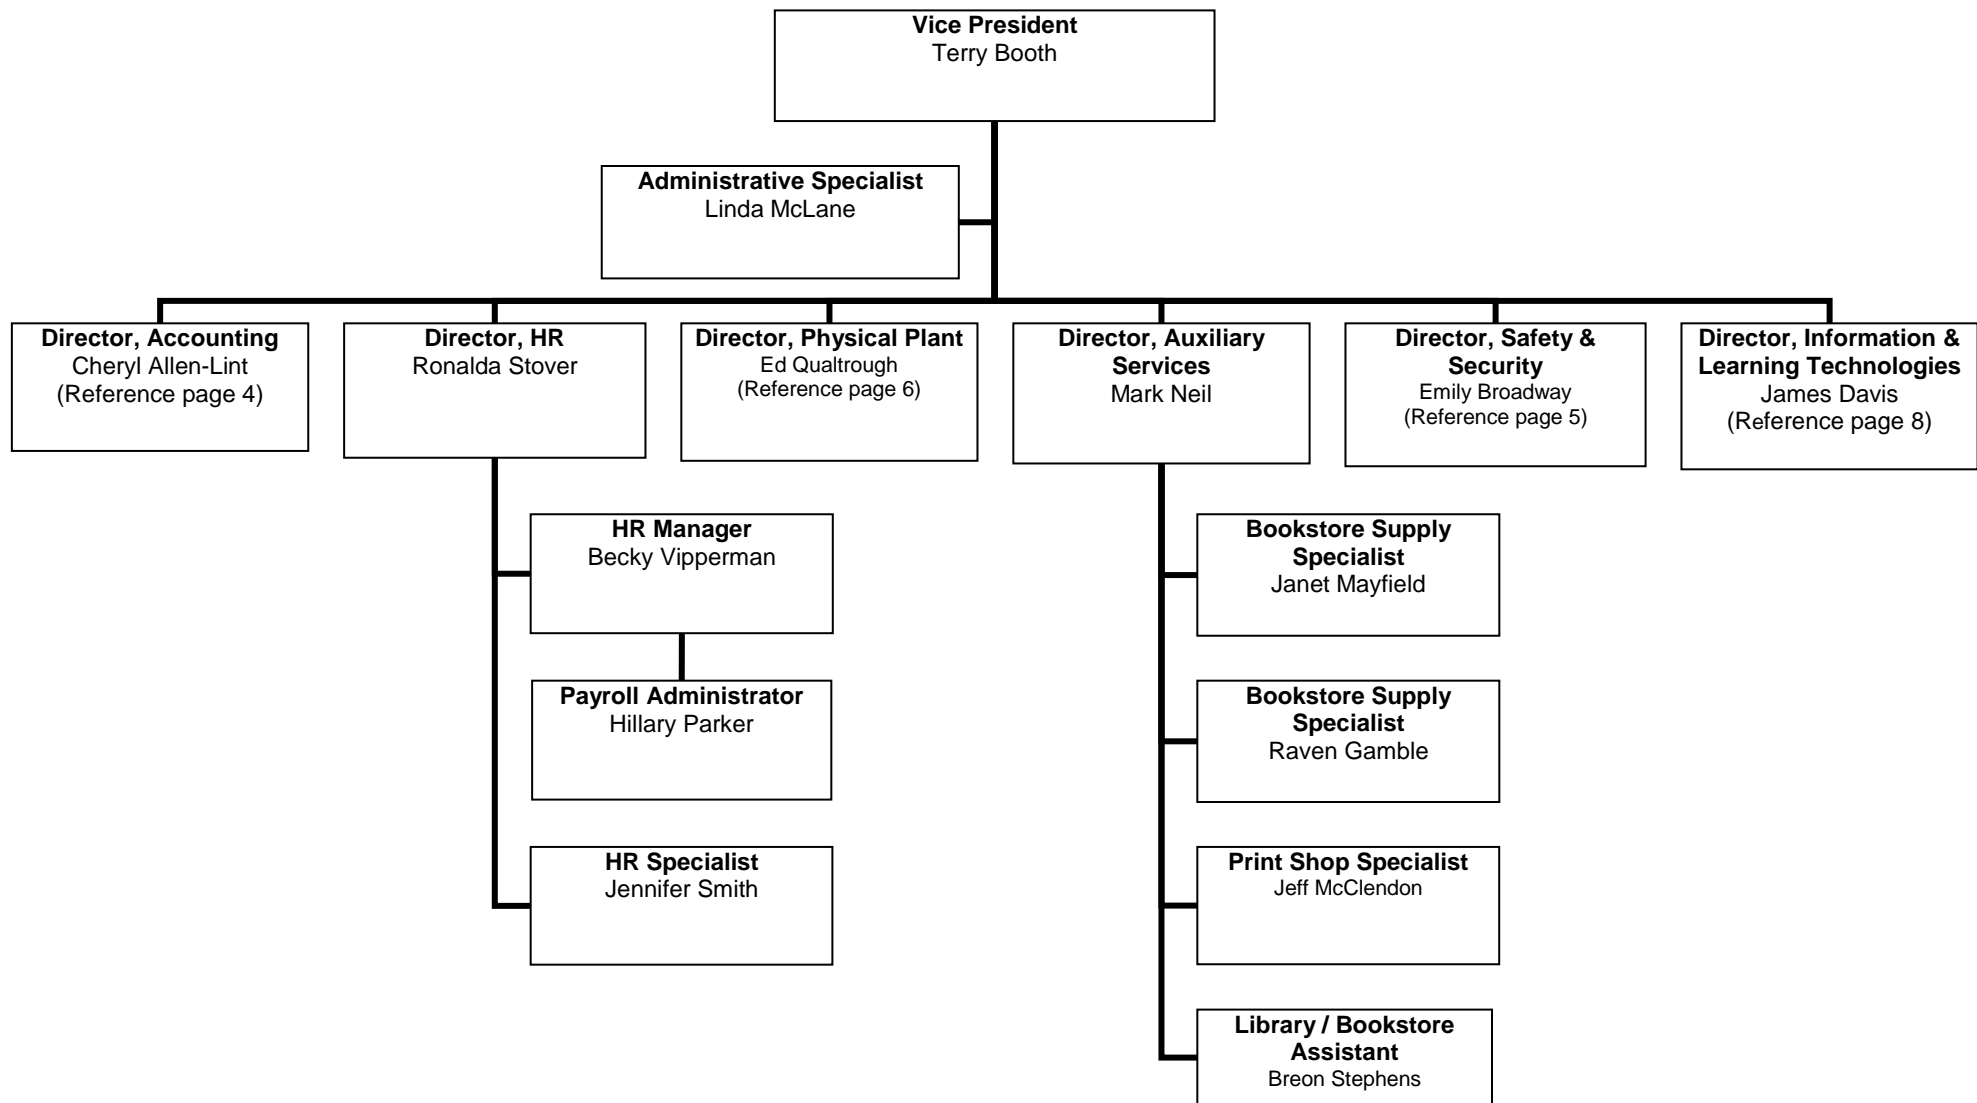 Vice President
Terry Booth
Administrative Specialist
Linda McLane
Director, Accounting
Cheryl Allen-Lint
(Reference page 4)
Director, HR
Ronalda Stover
Director, Physical Plant
Ed Qualtrough
(Reference page 6)
Director, Auxiliary
Services
Mark Neil
Director, Safety &
Security
Emily Broadway
(Reference page 5)
Director, Information &
Learning Technologies
James Davis
(Reference page 8)
HR Manager
Becky Vipperman
Payroll Administrator
Hillary Parker
HR Specialist
Jennifer Smith
Bookstore Supply
Specialist
Janet Mayfield
Bookstore Supply
Specialist
Raven Gamble
Print Shop Specialist
Jeff McClendon
Library / Bookstore
Assistant
Breon Stephens